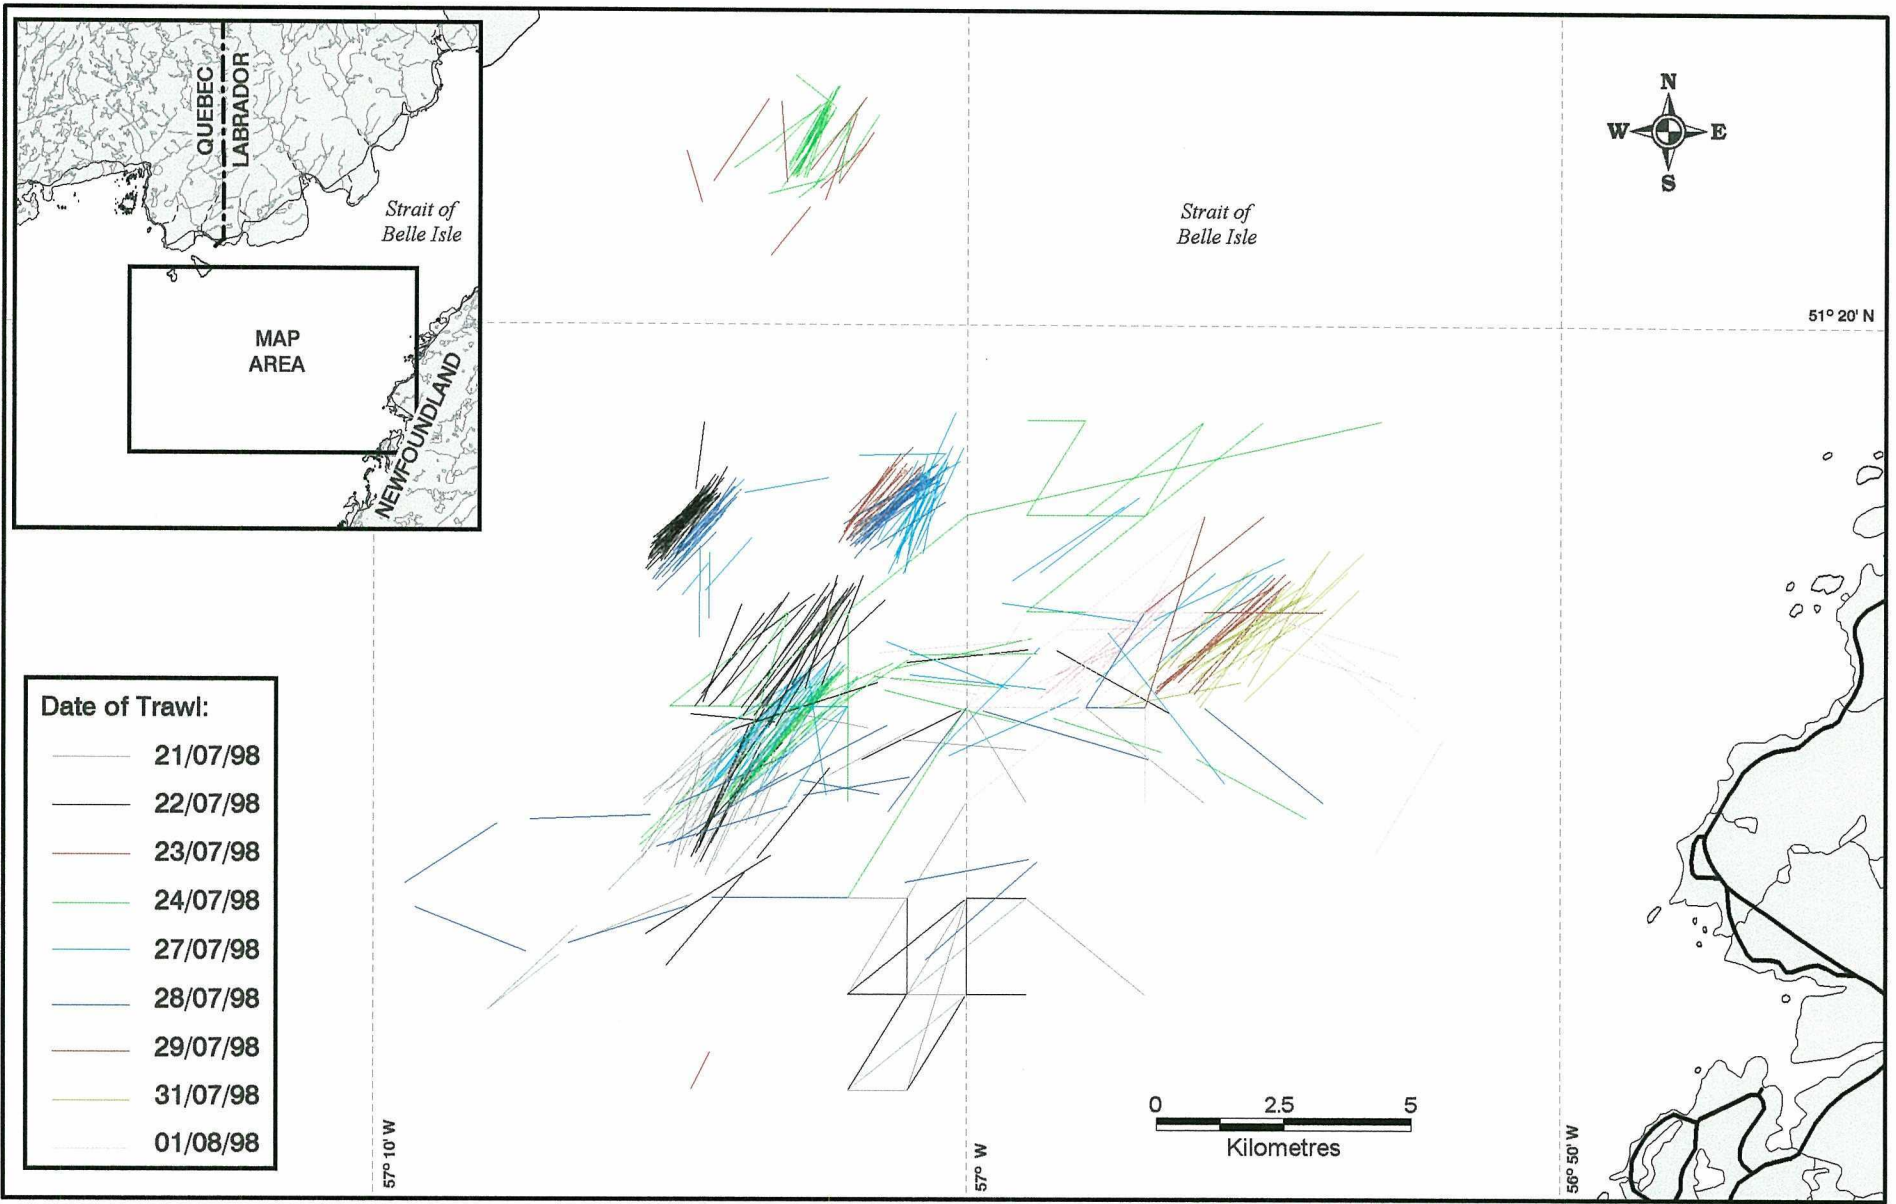 QUEBEC
LABRADOR
Strait of
Belle Isle
MAP
AREA
NEWFOUNDLAND
Strait of
Belle Isle
N
W
E
S
51° 20' N
Date of Trawl:
21/07/98
22/07/98
23/07/98
24/07/98
27/07/98
28/07/98
29/07/98
31/07/98
01/08/98
0
2.5
5
Kilometres
57° 10' W
57° W
56° 50' W